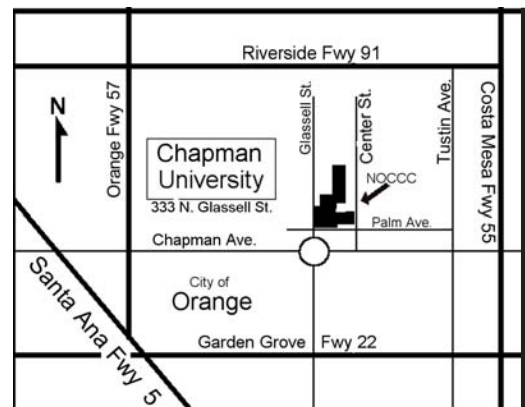 Riverside Fwy 91
N
Orange Fwy 57
Glassell St.
Center St.
Tustin Ave.
Costa Mesa Fwy 55
Chapman
University
333 N. Glassell St.
NOCCC
Palm Ave.
Chapman Ave.
City of
Orange
Santa Ana Fwy 5
Garden Grove Fwy 22